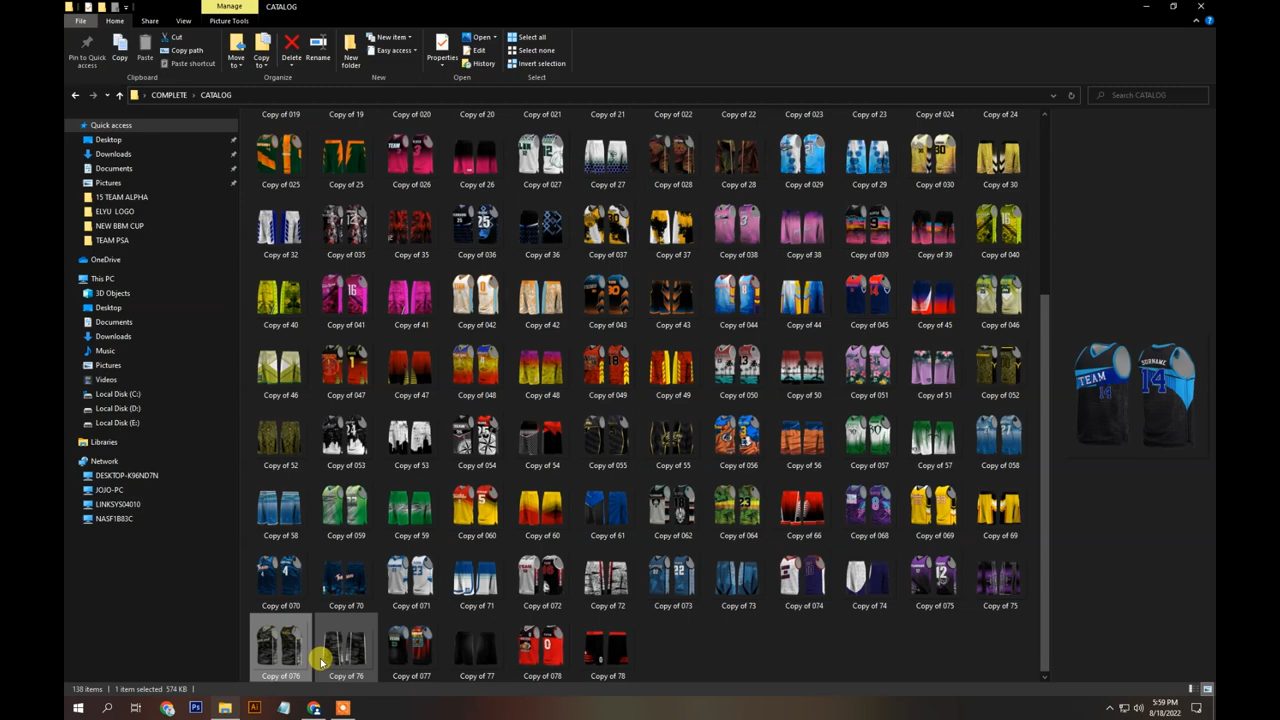 Manage
CATALOG
File
Home
Share
View
Picture Tools
Pin to Quick access
Copy
Paste
Cut
Copy path
Paste shortcut
Clipboard
Move to
Copy to
Delete
Rename
Organize
New folder
New item
Easy access
New
Properties
Open
Edit
History
Open
Select all
Select none
Invert selection
Select
COMPLETE > CATALOG
Search CATALOG
Quick access
Desktop
Downloads
Documents
Pictures
15 TEAM ALPHA
ELYU LOGO
NEW BBM CUP
TEAM PSA
OneDrive
This PC
3D Objects
Desktop
Documents
Downloads
Music
Pictures
Videos
Local Disk (C:)
Local Disk (D:)
Local Disk (E:)
Libraries
Network
DESKTOP-K96ND7N
JOJO-PC
LINKSYS04010
NASF1B83C
Copy of 019 Copy of 19 Copy of 020 Copy of 20 Copy of 021 Copy of 21 Copy of 022 Copy of 22 Copy of 023 Copy of 23 Copy of 024 Copy of 24
Copy of 025 Copy of 25 Copy of 026 Copy of 26 Copy of 027 Copy of 27 Copy of 028 Copy of 28 Copy of 029 Copy of 29 Copy of 030 Copy of 30
Copy of 32 Copy of 035 Copy of 35 Copy of 036 Copy of 36 Copy of 037 Copy of 37 Copy of 038 Copy of 38 Copy of 039 Copy of 39 Copy of 040
Copy of 40 Copy of 041 Copy of 41 Copy of 042 Copy of 42 Copy of 043 Copy of 43 Copy of 044 Copy of 44 Copy of 045 Copy of 45 Copy of 046
Copy of 46 Copy of 047 Copy of 47 Copy of 048 Copy of 48 Copy of 049 Copy of 49 Copy of 050 Copy of 50 Copy of 051 Copy of 51 Copy of 052
Copy of 52 Copy of 053 Copy of 53 Copy of 054 Copy of 54 Copy of 055 Copy of 55 Copy of 056 Copy of 56 Copy of 057 Copy of 57 Copy of 058
Copy of 58 Copy of 059 Copy of 59 Copy of 060 Copy of 60 Copy of 61 Copy of 062 Copy of 064 Copy of 66 Copy of 068 Copy of 069 Copy of 69
Copy of 070 Copy of 70 Copy of 071 Copy of 71 Copy of 072 Copy of 72 Copy of 073 Copy of 73 Copy of 074 Copy of 74 Copy of 075 Copy of 75
Copy of 076 Copy of 76 Copy of 077 Copy of 77 Copy of 078 Copy of 78
TEAM
14
SURNAME
14
138 items
1 item selected 574 KB
Ps
Ai
5:59 PM
8/18/2022